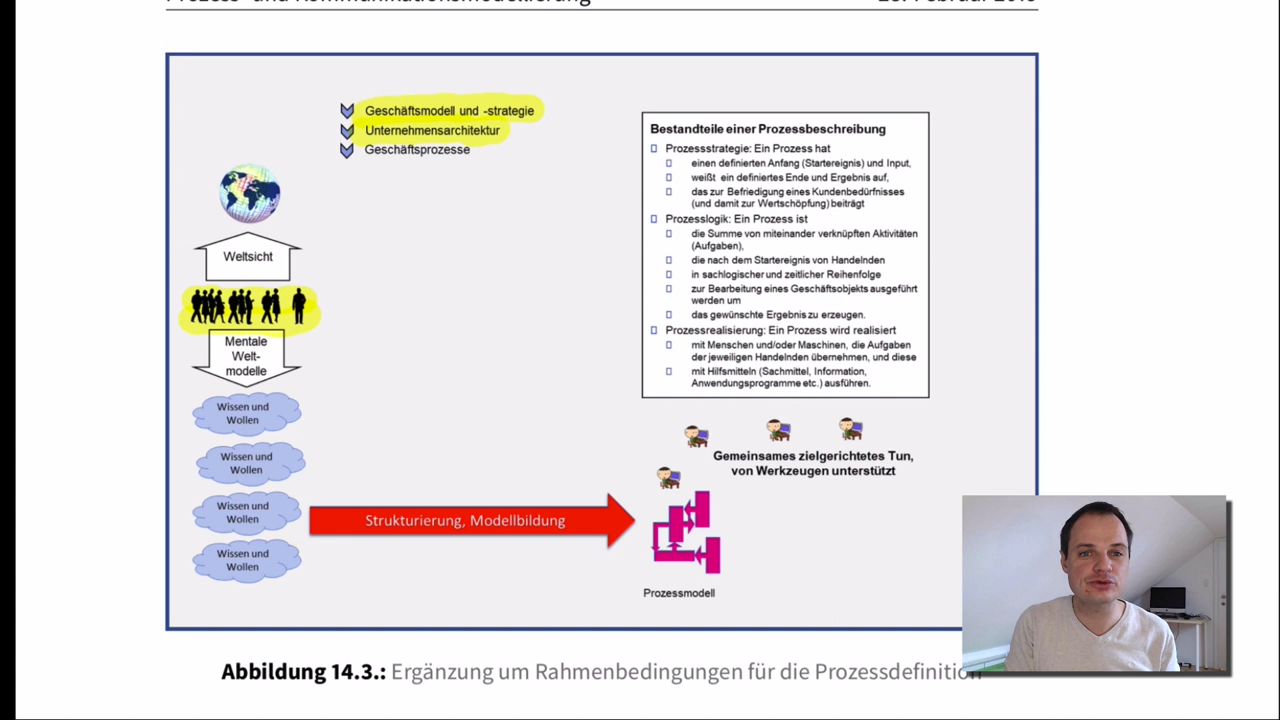 Prozess- und Kommunikationsmodellierung
Geschäftsmodell und -strategie
Unternehmensarchitektur
Geschäftsprozesse
Weltsicht
Mentale
Welt-
modelle
Wissen und
Wollen
Wissen und
Wollen
Wissen und
Wollen
Wissen und
Wollen
Strukturierung, Modellbildung
Bestandteile einer Prozessbeschreibung
Prozessstrategie: Ein Prozess hat
einen definierten Anfang (Startereignis) und Input,
weißt ein definiertes Ende und Ergebnis auf,
das zur Befriedigung eines Kundenbedürfnisses
(und damit zur Wertschöpfung) beiträgt
Prozesslogik: Ein Prozess ist
die Summe von miteinander verknüpften Aktivitäten
(Aufgaben),
die nach dem Startereignis von Handelnden
in sachlogischer und zeitlicher Reihenfolge
zur Bearbeitung eines Geschäftsobjekts ausgeführt
werden um
das gewünschte Ergebnis zu erzeugen.
Prozessrealisierung: Ein Prozess wird realisiert
mit Menschen und/oder Maschinen, die Aufgaben
der jeweiligen Handelnden übernehmen, und diese
mit Hilfsmitteln (Sachmittel, Information,
Anwendungsprogramme etc.) ausführen.
Gemeinsames zielgerichtetes Tun,
von Werkzeugen unterstützt
Prozessmodell
Abbildung 14.3.: Ergänzung um Rahmenbedingungen für die Prozessdefinition